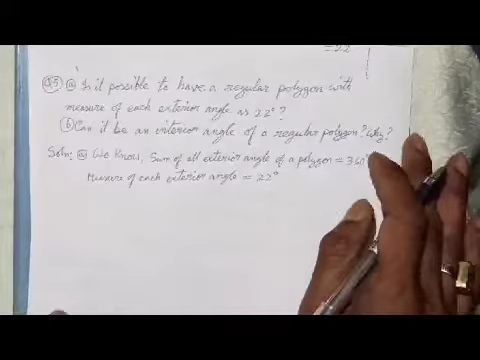 = 22
Q5 (a) Is it possible to have a regular polygon with
measure of each exterior angle as 22°?
(b) Can it be an interior angle of a regular polygon? Why?
Soln: (a) We know, Sum of all exterior angle of a polygon = 360°
Measure of each exterior angle = 22°